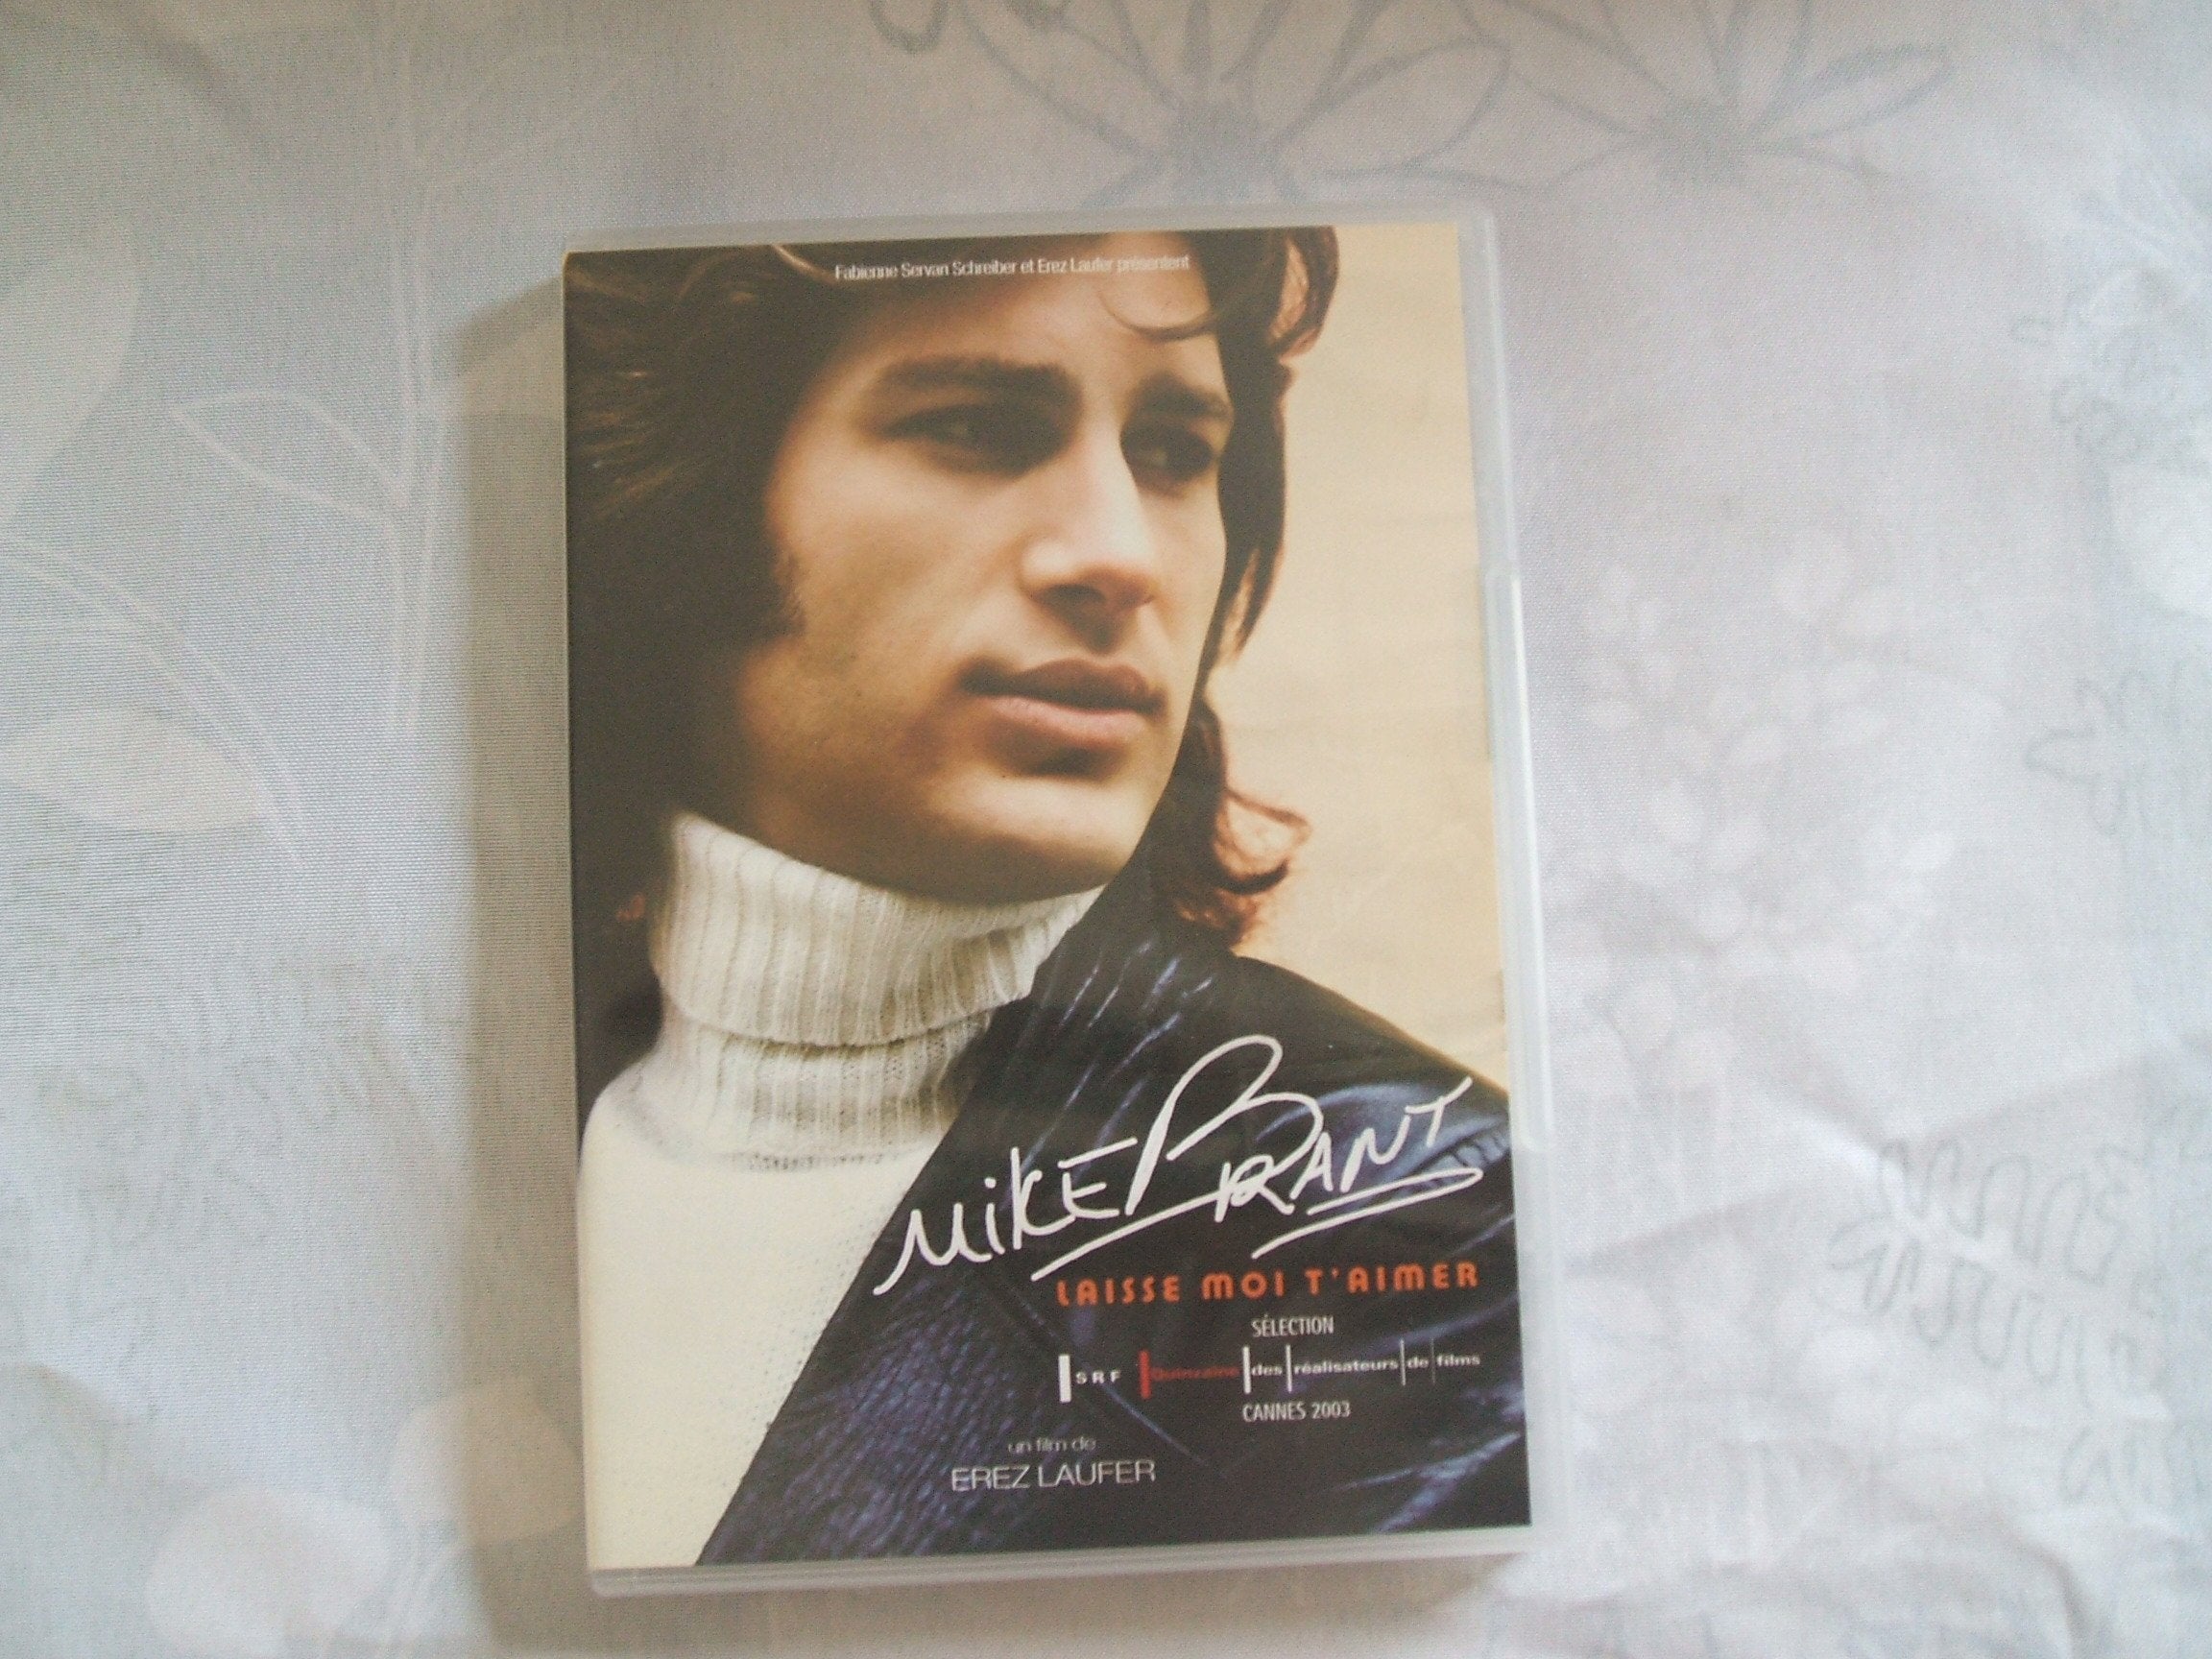 Fabienne Servan Schreiber et Erez Laufer présentent
MIKE BRANT
LAISSE MOI T'AIMER
SÉLECTION
SRF Quinzaine des réalisateurs de films
CANNES 2003
un film de
EREZ LAUFER